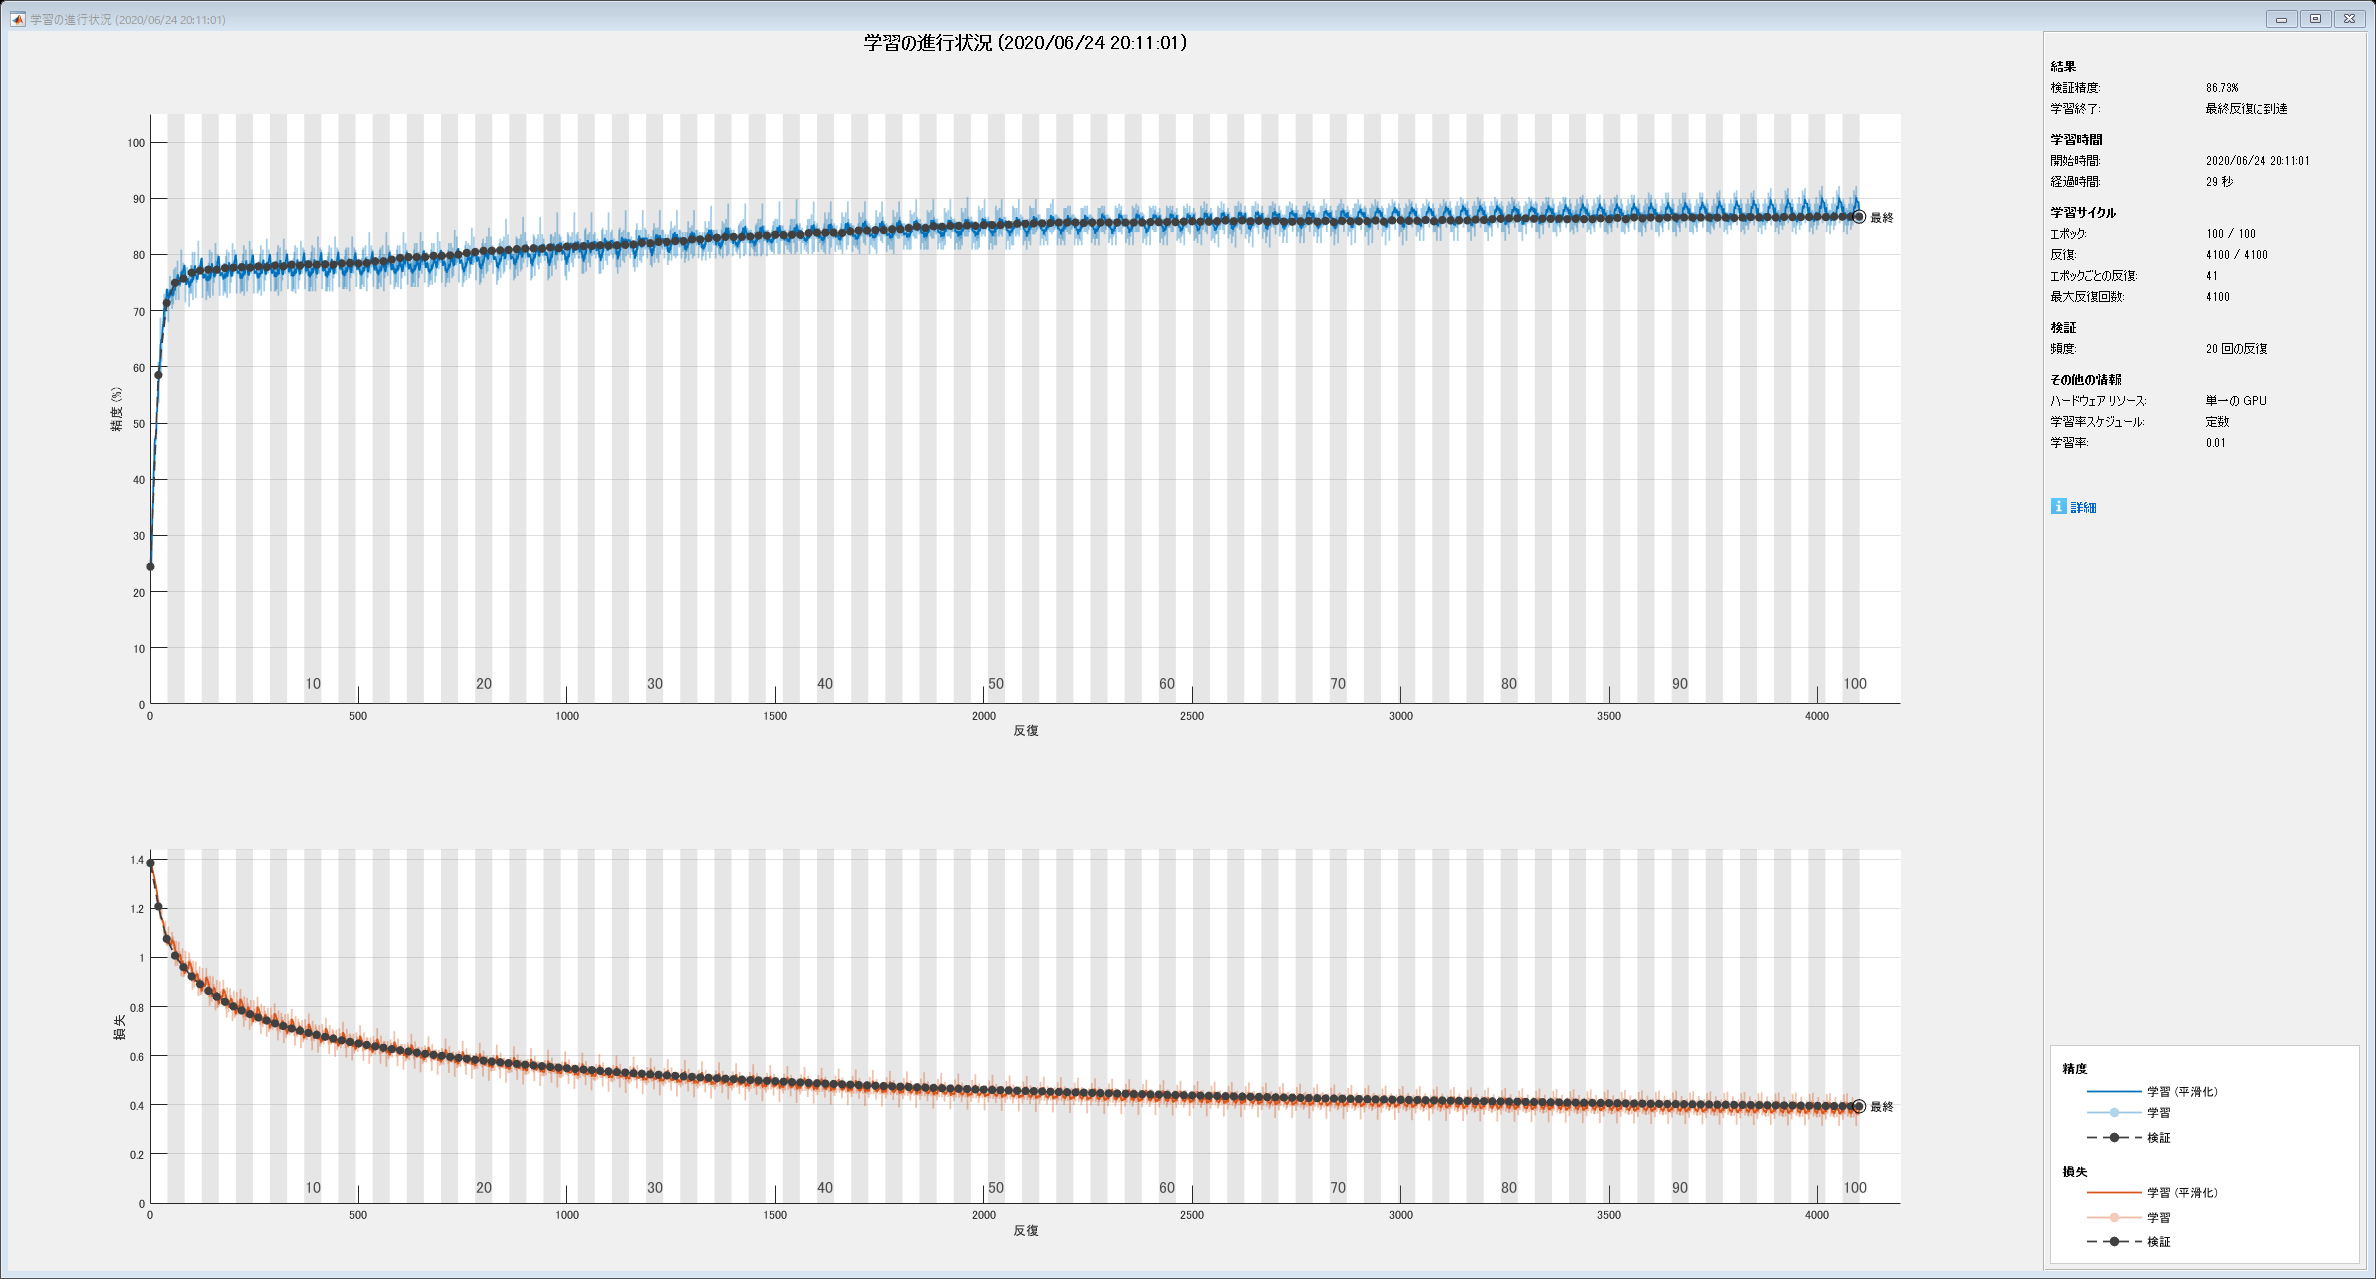 学習の進行状況 (2020/06/24 20:11:01)
学習の進行状況 (2020/06/24 20:11:01)
精度 (%)
100
90
80
70
60
50
40
30
20
10
0
最終
10 20 30 40 50 60 70 80 90 100
0 500 1000 1500 2000 2500 3000 3500 4000
反復
損失
1.4
1.2
1
0.8
0.6
0.4
0.2
0
最終
10 20 30 40 50 60 70 80 90 100
0 500 1000 1500 2000 2500 3000 3500 4000
反復
結果
検証精度: 86.73%
学習終了: 最終反復に到達
学習時間
開始時間: 2020/06/24 20:11:01
経過時間: 29 秒
学習サイクル
エポック: 100 / 100
反復: 4100 / 4100
エポックごとの反復: 41
最大反復回数: 4100
検証
頻度: 20 回の反復
その他の情報
ハードウェア リソース: 単一の GPU
学習率スケジュール: 定数
学習率: 0.01
i 詳細
精度
学習 (平滑化)
学習
検証
損失
学習 (平滑化)
学習
検証